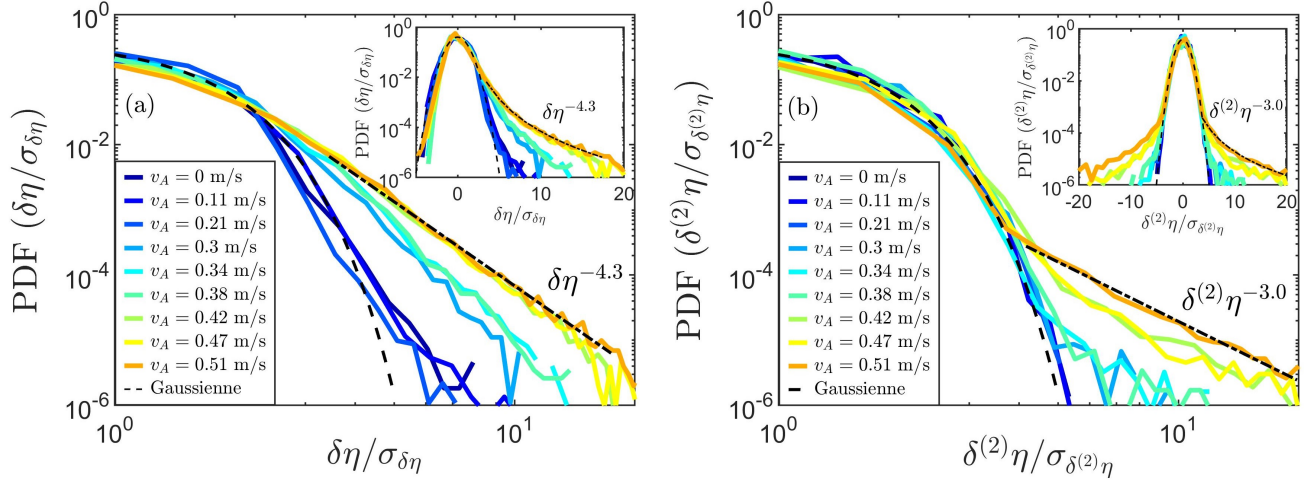 (a)
PDF (δη/σ_δη)
10^0
10^-2
10^-4
10^-6
10^0
10^1
δη/σ_δη
v_A = 0 m/s
v_A = 0.11 m/s
v_A = 0.21 m/s
v_A = 0.3 m/s
v_A = 0.34 m/s
v_A = 0.38 m/s
v_A = 0.42 m/s
v_A = 0.47 m/s
v_A = 0.51 m/s
Gaussienne
δη^-4.3
PDF (δη/σ_δη)
10^0
10^-2
10^-4
10^-6
0
10
20
δη/σ_δη
δη^-4.3
(b)
PDF (δ^(2)η/σ_δ^(2)η)
10^0
10^-2
10^-4
10^-6
10^0
10^1
δ^(2)η/σ_δ^(2)η
v_A = 0 m/s
v_A = 0.11 m/s
v_A = 0.21 m/s
v_A = 0.3 m/s
v_A = 0.34 m/s
v_A = 0.38 m/s
v_A = 0.42 m/s
v_A = 0.47 m/s
v_A = 0.51 m/s
Gaussienne
δ^(2)η^-3.0
PDF (δ^(2)η/σ_δ^(2)η)
10^0
10^-2
10^-4
10^-6
-20
-10
0
10
20
δ^(2)η/σ_δ^(2)η
δ^(2)η^-3.0